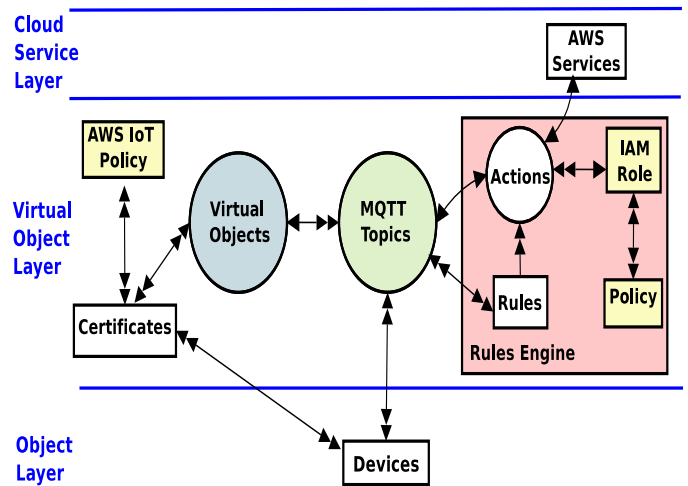 Cloud
Service
Layer
AWS
Services
AWS IoT
Policy
Virtual
Objects
MQTT
Topics
Actions
IAM
Role
Virtual
Object
Layer
Certificates
Rules
Policy
Rules Engine
Object
Layer
Devices